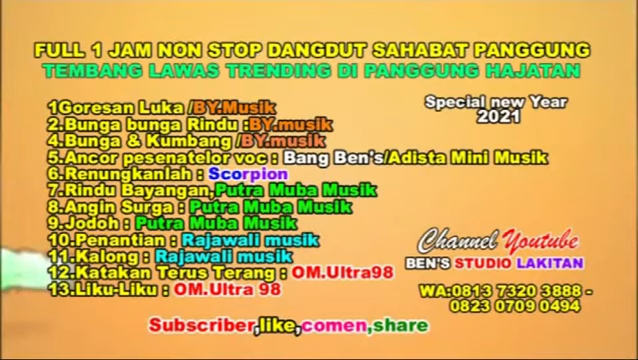 FULL 1 JAM NON STOP DANGDUT SAHABAT PANGGUNG
TEMBANG LAWAS TRENDING DI PANGGUNG HAJATAN
Special new Year
2021
1Goresan Luka /BY.Musik
2.Bunga bunga Rindu :BY.musik
4.Bunga & Kumbang /BY.musik
5.Ancor pesenatelor voc : Bang Ben's/Adista Mini Musik
6.Renungkanlah : Scorpion
7.Rindu Bayangan,Putra Muba Musik
8.Angin Surga : Putra Muba Musik
9.Jodoh : Putra Muba Musik
10.Penantian : Rajawali musik
11.Kalong : Rajawali musik
12.Katakan Terus Terang : OM.Ultra98
13.Liku-Liku : OM.Ultra 98
Channel Youtube
BEN'S STUDIO LAKITAN
WA:0813 7320 3888 -
0823 0709 0494
Subscriber,like,comen,share